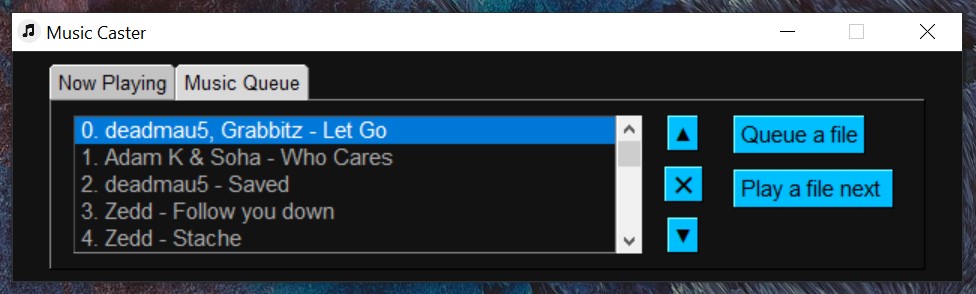 Music Caster
Now Playing
Music Queue
0. deadmau5, Grabbitz - Let Go
1. Adam K & Soha - Who Cares
2. deadmau5 - Saved
3. Zedd - Follow you down
4. Zedd - Stache
Queue a file
Play a file next